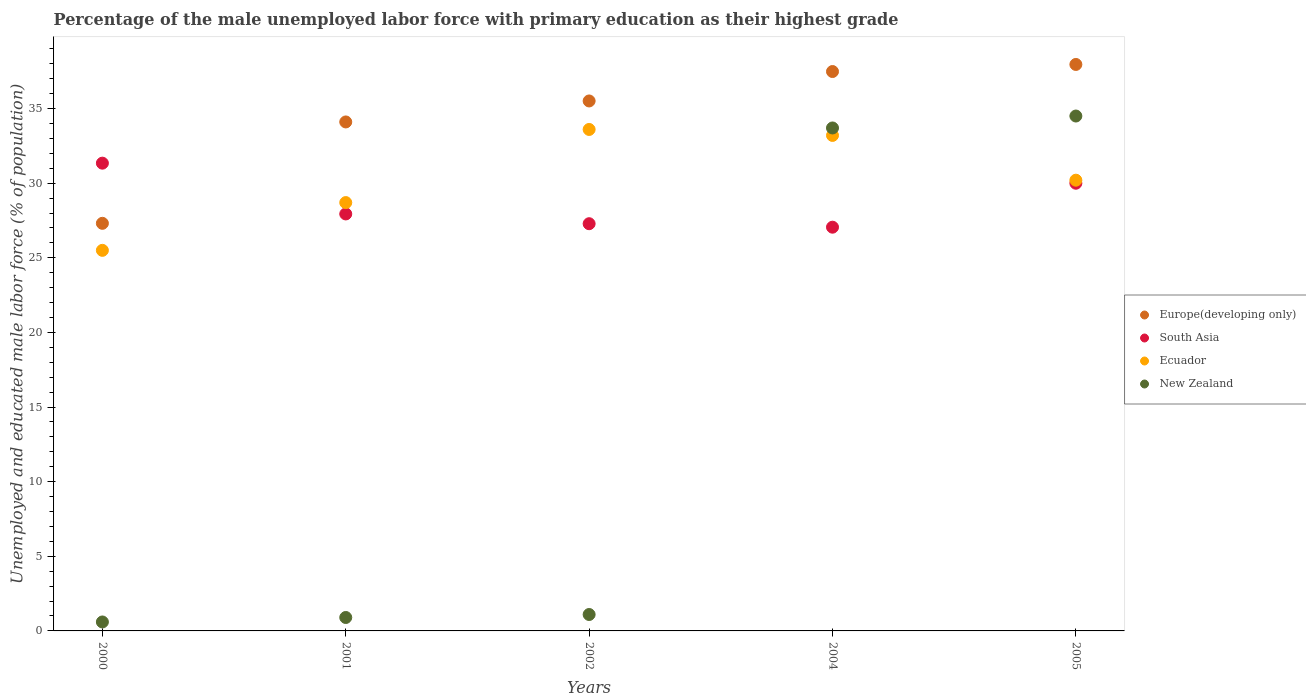 Percentage of the male unemployed labor force with primary education as their highest grade
Unemployed and educated male labor force (% of population)
35
30
25
20
15
10
5
0
2000
2001
2002
2004
2005
Years
Europe(developing only)
South Asia
Ecuador
New Zealand